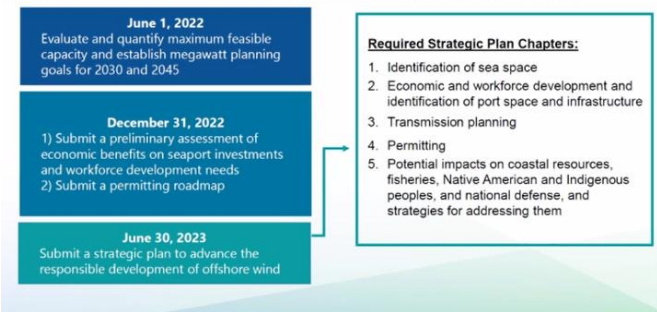 June 1, 2022
Evaluate and quantify maximum feasible
capacity and establish megawatt planning
goals for 2030 and 2045
December 31, 2022
1) Submit a preliminary assessment of
economic benefits on seaport investments
and workforce development needs
2) Submit a permitting roadmap
June 30, 2023
Submit a strategic plan to advance the
responsible development of offshore wind
Required Strategic Plan Chapters:
1. Identification of sea space
2. Economic and workforce development and
identification of port space and infrastructure
3. Transmission planning
4. Permitting
5. Potential impacts on coastal resources,
fisheries, Native American and Indigenous
peoples, and national defense, and
strategies for addressing them